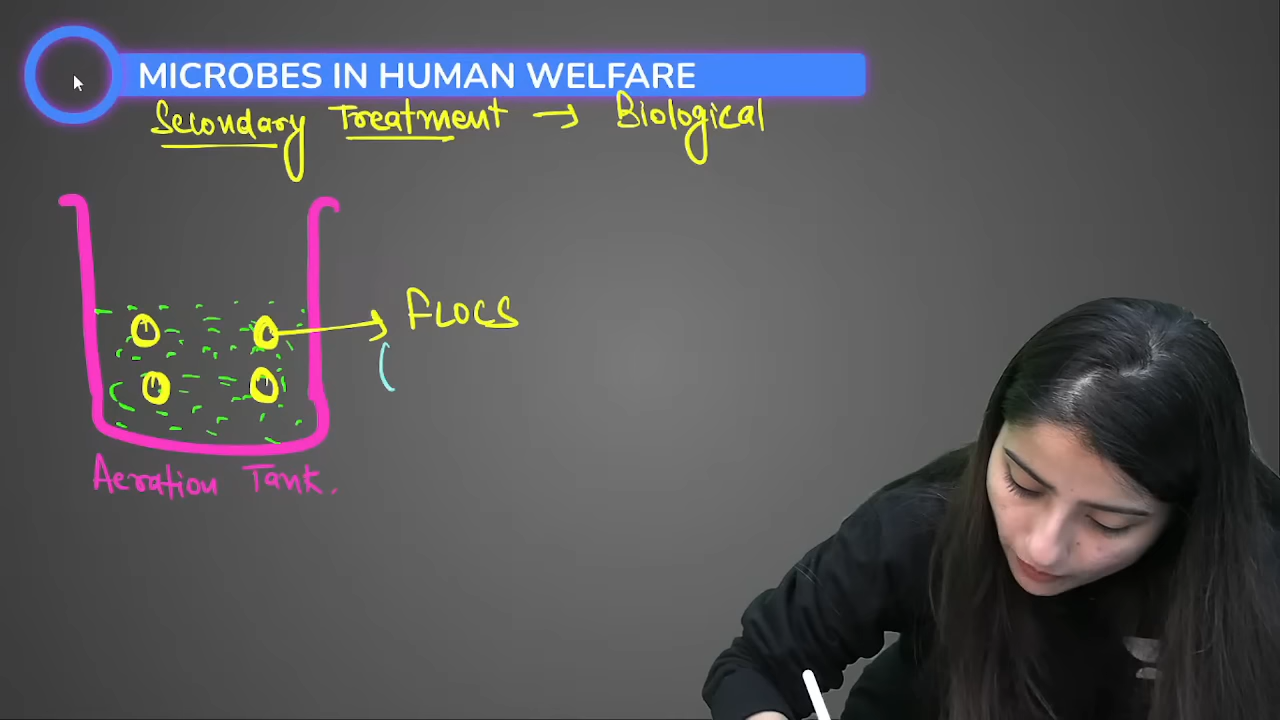 MICROBES IN HUMAN WELFARE
Secondary Treatment → Biological
FLOCS
(
Aeration Tank.